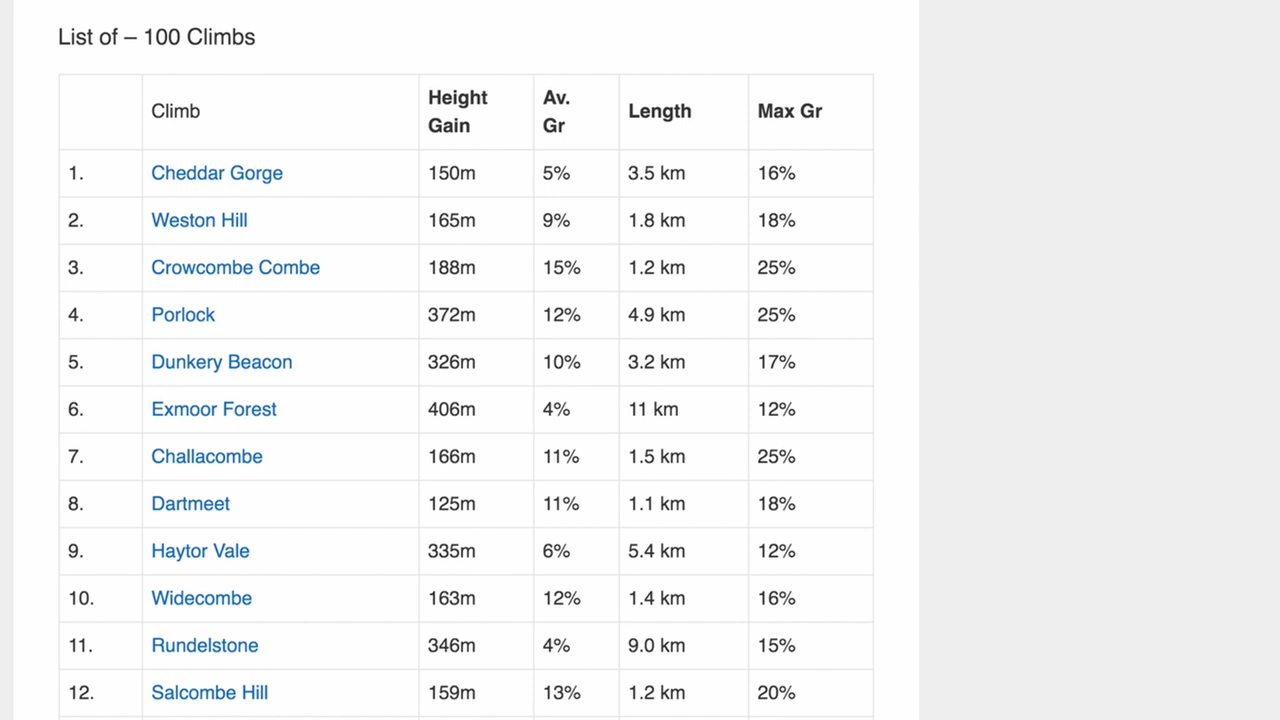 List of – 100 Climbs
Climb Height Gain Av. Gr Length Max Gr
1. Cheddar Gorge 150m 5% 3.5 km 16%
2. Weston Hill 165m 9% 1.8 km 18%
3. Crowcombe Combe 188m 15% 1.2 km 25%
4. Porlock 372m 12% 4.9 km 25%
5. Dunkery Beacon 326m 10% 3.2 km 17%
6. Exmoor Forest 406m 4% 11 km 12%
7. Challacombe 166m 11% 1.5 km 25%
8. Dartmeet 125m 11% 1.1 km 18%
9. Haytor Vale 335m 6% 5.4 km 12%
10. Widecombe 163m 12% 1.4 km 16%
11. Rundelstone 346m 4% 9.0 km 15%
12. Salcombe Hill 159m 13% 1.2 km 20%